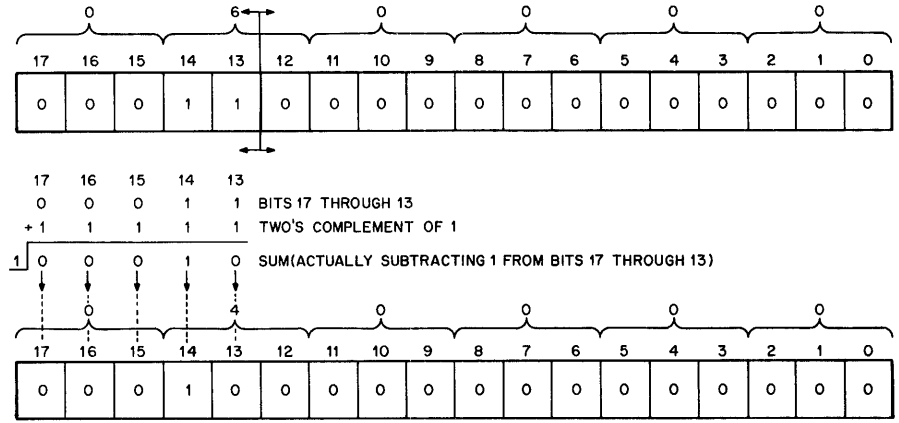 0 6 0 0 0 0
17 16 15 14 13 12 11 10 9 8 7 6 5 4 3 2 1 0
0 0 0 1 1 0 0 0 0 0 0 0 0 0 0 0 0 0
17 16 15 14 13
0 0 0 1 1 BITS 17 THROUGH 13
+ 1 1 1 1 1 TWO'S COMPLEMENT OF 1
1 0 0 0 1 0 SUM(ACTUALLY SUBTRACTING 1 FROM BITS 17 THROUGH 13)
0 4 0 0 0 0
17 16 15 14 13 12 11 10 9 8 7 6 5 4 3 2 1 0
0 0 0 1 0 0 0 0 0 0 0 0 0 0 0 0 0 0